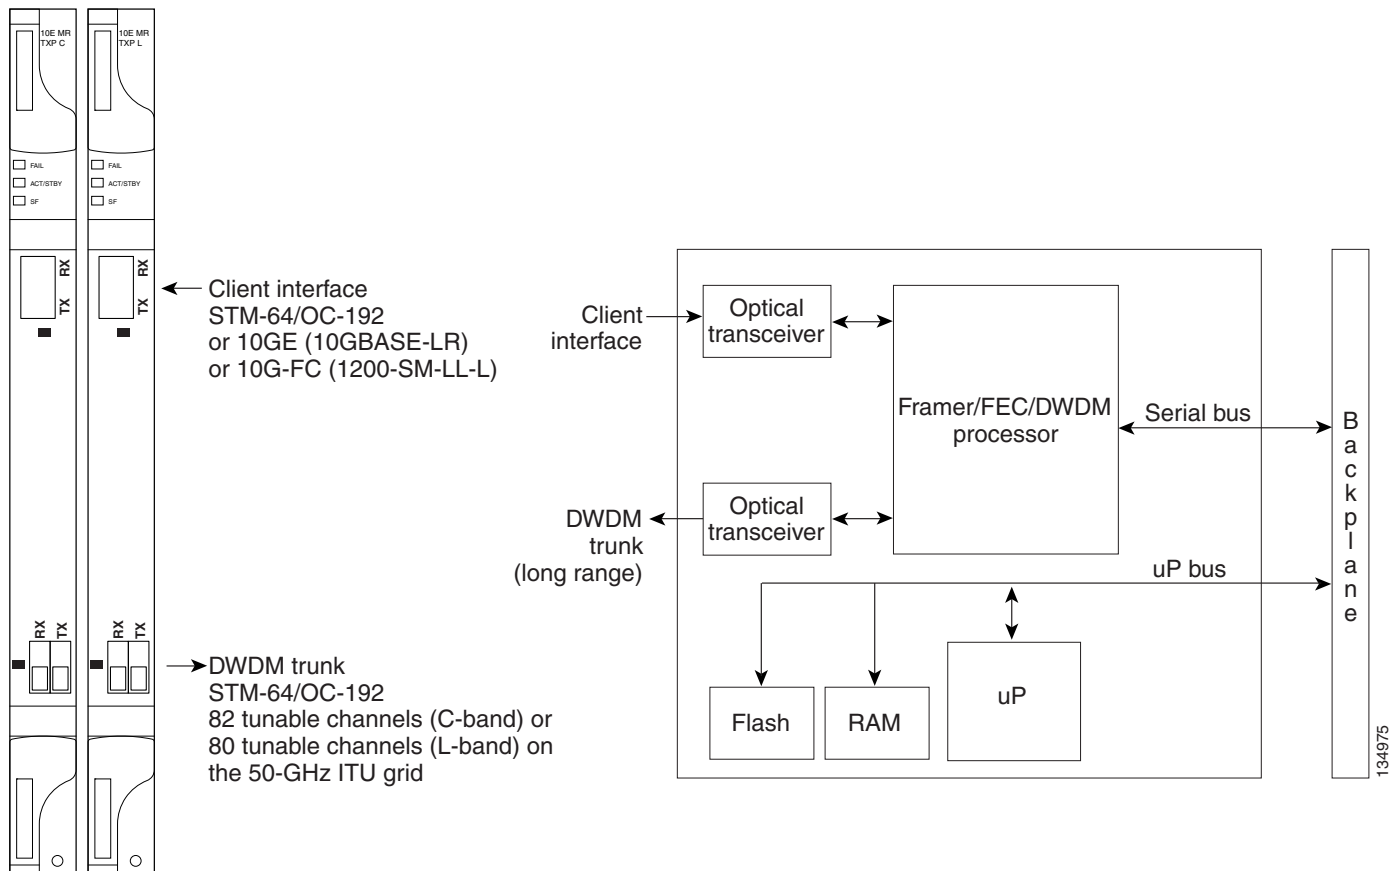 10E MR
TXP C
10E MR
TXP L
FAIL
ACT/STBY
SF
FAIL
ACT/STBY
SF
RX
TX
RX
TX
Client interface
STM-64/OC-192
or 10GE (10GBASE-LR)
or 10G-FC (1200-SM-LL-L)
RX
TX
RX
TX
DWDM trunk
STM-64/OC-192
82 tunable channels (C-band) or
80 tunable channels (L-band) on
the 50-GHz ITU grid
Client
interface
Optical
transceiver
Framer/FEC/DWDM
processor
Serial bus
DWDM
trunk
(long range)
Optical
transceiver
uP bus
Flash
RAM
uP
Backplane
134975